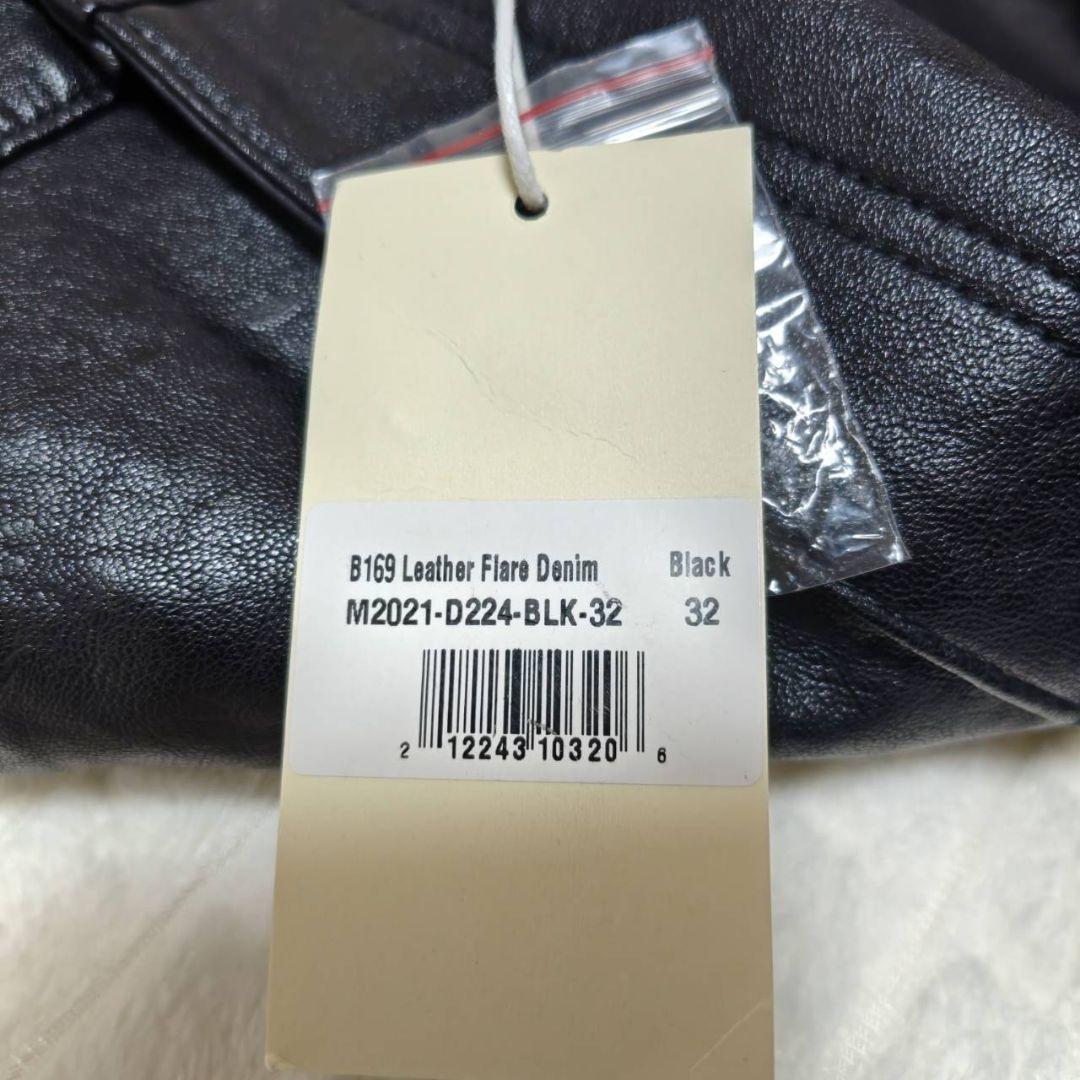 B169 Leather Flare Denim Black
M2021-D224-BLK-32 32
2 12243 10320 6